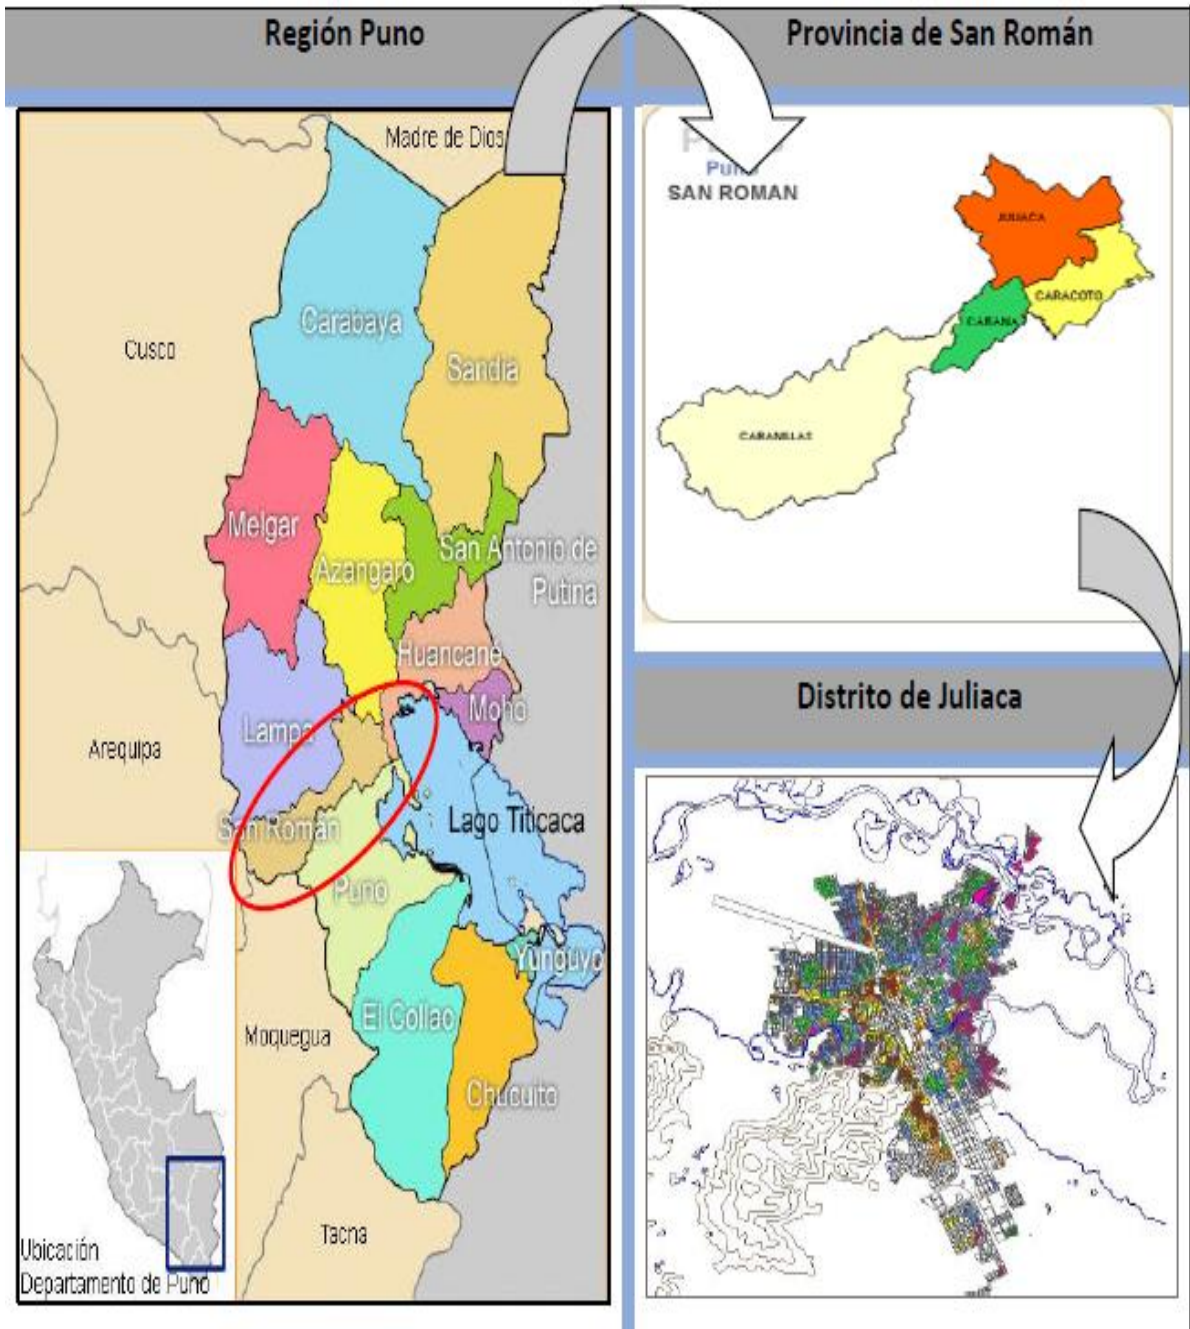 Región Puno
Madre de Dios
Carabaya
Cusco
Sandia
Melgar
San Antonio de
Azangaro
Putina
Huancané
Moho
Lampa
Arequipa
Lago Titicaca
San Román
Puno
Yunguyo
El Collao
Moquegua
Chucuito
Tacna
Ubicación
Departamento de Puno
Provincia de San Román
SAN ROMAN
JULIACA
CARACOTO
CABANA
CABANILLAS
Distrito de Juliaca